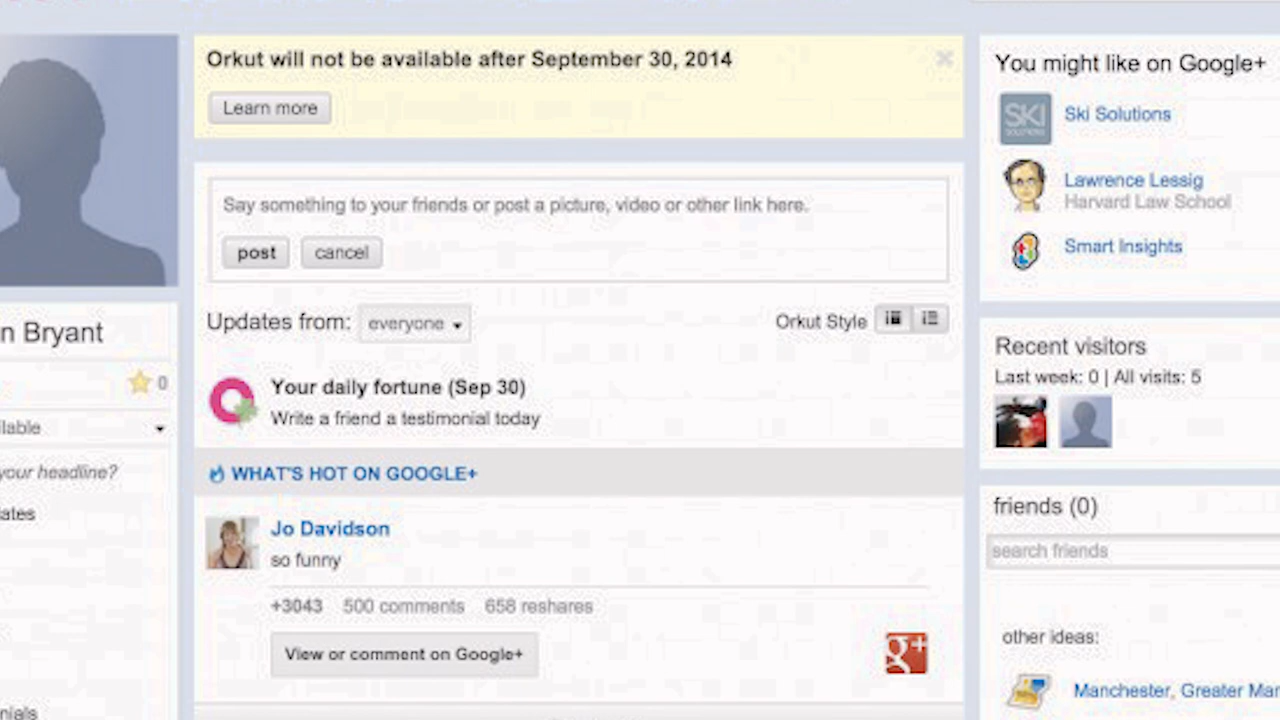 Orkut will not be available after September 30, 2014
Learn more
Say something to your friends or post a picture, video or other link here.
post cancel
Updates from: everyone
Orkut Style
Your daily fortune (Sep 30)
Write a friend a testimonial today
WHAT'S HOT ON GOOGLE+
Jo Davidson
so funny
+3043 500 comments 658 reshares
View or comment on Google+
g+
n Bryant
0
ilable
your headline?
ates
nials
You might like on Google+
SKI
SOLUTIONS
Ski Solutions
Lawrence Lessig
Harvard Law School
Smart Insights
Recent visitors
Last week: 0 | All visits: 5
friends (0)
search friends
other ideas:
Manchester, Greater Man